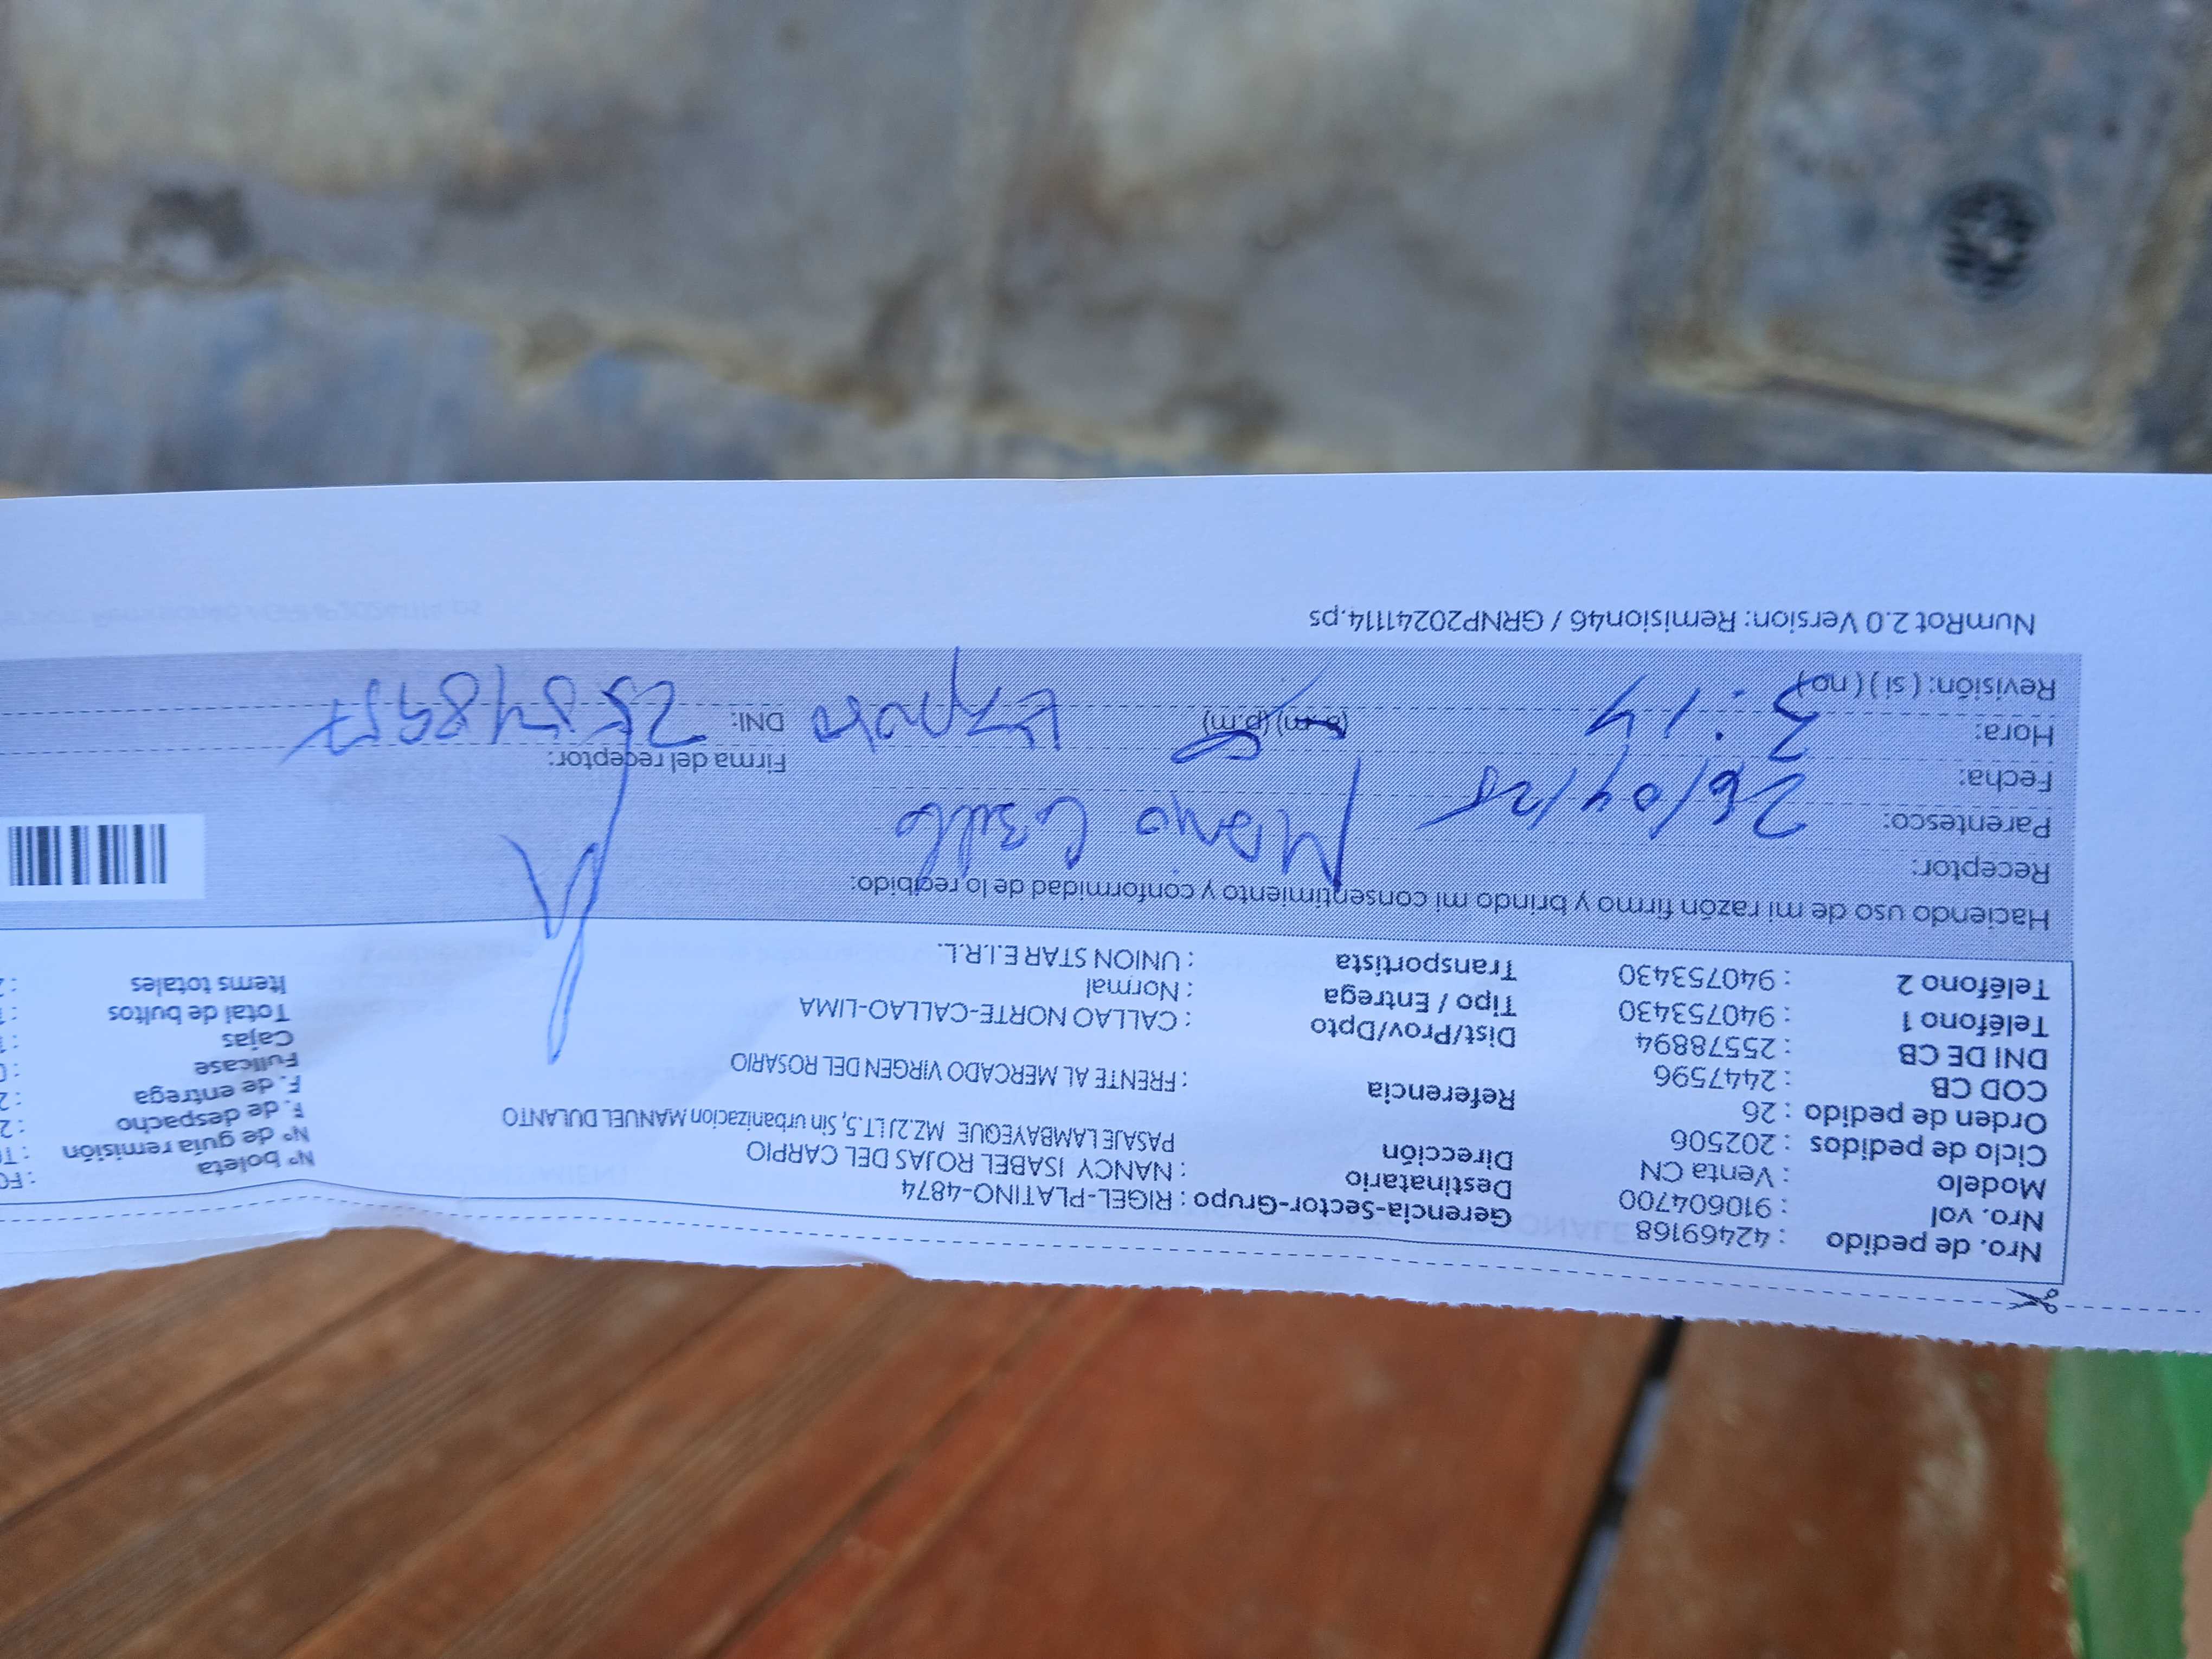 Nro. de pedido : 42469168 Gerencia-Sector-Grupo : RIGEL-PLATINO-4874
Nro. vol : 910604700 Destinatario : NANCY ISABEL ROJAS DEL CARPIO Nº boleta : FC
Modelo : Venta CN Dirección PASAJE LAMBAYEQUE MZ.2J LT.5, Sin urbanizacion MANUEL DULANTO Nº de guía remisión : T
Ciclo de pedidos : 202506 F. de despacho : 2
Orden de pedido : 26 Referencia : FRENTE AL MERCADO VIRGEN DEL ROSARIO F. de entrega : 2
COD CB : 2447596 Fullcase
DNI DE CB : 25578894 Dist/Prov/Dpto : CALLAO NORTE-CALLAO-LIMA Cajas
Teléfono 1 : 940753430 Tipo / Entrega : Normal Total de bultos
Teléfono 2 : 940753430 Transportista : UNION STAR E.I.R.L. Items totales : 2
Haciendo uso de mi razón firmo y brindo mi consentimiento y conformidad de lo recibido:
Receptor:
Parentesco:
Fecha: 26/04/25 Firma del receptor:
Hora: 3:14 (a.m) (p.m) DNI:
Revisión: ( si ) ( no )
NumRot 2.0 Version: Remision46 / GRNP20241114.ps